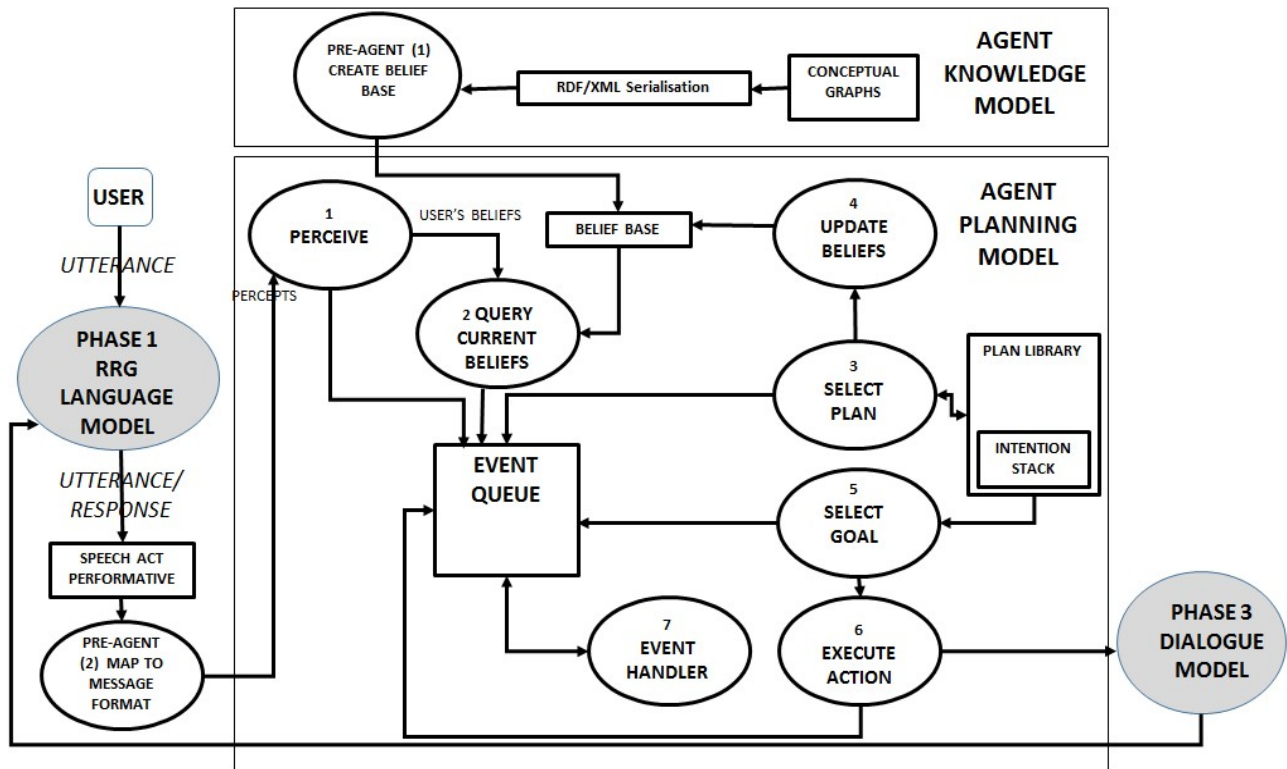 PRE-AGENT (1)
CREATE BELIEF
BASE
RDF/XML Serialisation
CONCEPTUAL
GRAPHS
AGENT
KNOWLEDGE
MODEL
USER
UTTERANCE
PHASE 1
RRG
LANGUAGE
MODEL
UTTERANCE/
RESPONSE
SPEECH ACT
PERFORMATIVE
PRE-AGENT
(2) MAP TO
MESSAGE
FORMAT
PERCEPTS
1
PERCEIVE
USER'S BELIEFS
BELIEF BASE
4
UPDATE
BELIEFS
AGENT
PLANNING
MODEL
2 QUERY
CURRENT
BELIEFS
3
SELECT
PLAN
PLAN LIBRARY
INTENTION
STACK
EVENT
QUEUE
5
SELECT
GOAL
7
EVENT
HANDLER
6
EXECUTE
ACTION
PHASE 3
DIALOGUE
MODEL